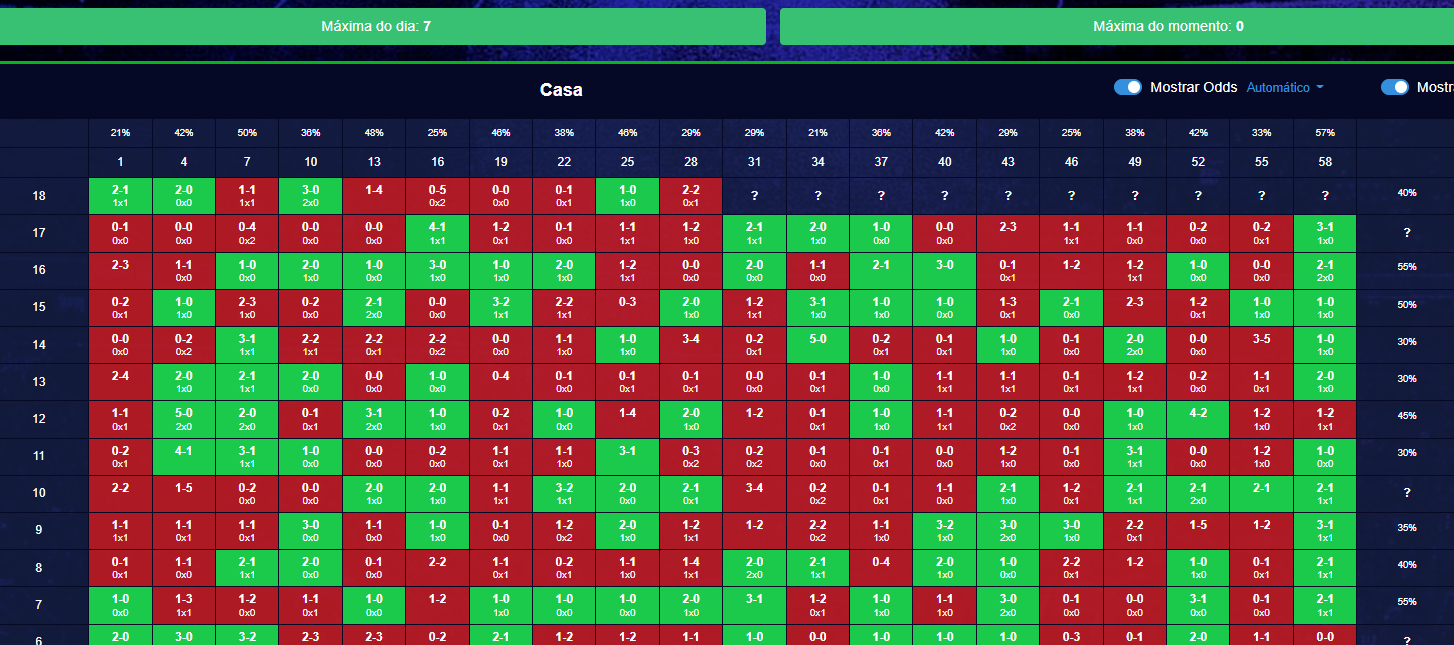 Máxima do dia: 7 Máxima do momento: 0
Casa Mostrar Odds Automático Mostr
21% 42% 50% 36% 48% 25% 46% 38% 46% 29% 29% 21% 36% 42% 29% 25% 38% 42% 33% 57%
1 4 7 10 13 16 19 22 25 28 31 34 37 40 43 46 49 52 55 58
18 2-1 2-0 1-1 3-0 1-4 0-5 0-0 0-1 1-0 2-2 ? ? ? ? ? ? ? ? ? ? 40%
1x1 0x0 1x1 2x0 0x2 0x0 0x1 1x0 0x1
17 0-1 0-0 0-4 0-0 0-0 4-1 1-2 0-1 1-1 1-2 2-1 2-0 1-0 0-0 2-3 1-1 1-1 0-2 0-2 3-1 ?
0x0 0x0 0x2 0x0 0x0 1x1 0x1 0x0 1x1 1x0 1x1 1x0 0x0 0x0 1x1 0x0 0x0 0x1 1x0
16 2-3 1-1 1-0 2-0 1-0 3-0 1-0 2-0 1-2 0-0 2-0 1-1 2-1 3-0 0-1 1-2 1-2 1-0 0-0 2-1 55%
0x0 0x0 1x0 0x0 1x0 1x0 1x0 1x1 0x0 0x0 0x0 0x1 1x1 0x0 0x0 2x0
15 0-2 1-0 2-3 0-2 2-1 0-0 3-2 2-2 0-3 2-0 1-2 3-1 1-0 1-0 1-3 2-1 2-3 1-2 1-0 1-0 50%
0x1 1x0 1x0 0x1 2x0 0x0 1x1 1x1 1x0 1x1 1x0 1x0 0x0 0x1 0x0 0x1 1x0 1x0
14 0-0 0-2 3-1 2-2 2-2 2-2 0-0 1-1 1-0 3-4 0-2 5-0 0-2 0-1 1-0 0-1 2-0 0-0 3-5 1-0 30%
0x0 0x2 1x1 1x1 0x1 0x2 0x0 1x0 1x0 0x1 0x1 0x1 1x0 0x0 2x0 0x0 1x0
13 2-4 2-0 2-1 2-0 0-0 1-0 0-4 0-1 0-1 0-1 0-0 0-1 1-0 1-1 1-1 0-1 1-2 0-2 1-1 2-0 30%
1x0 1x1 0x0 0x0 0x0 0x0 0x1 0x1 0x0 0x1 0x0 1x1 1x1 0x1 1x1 0x0 0x1 1x0
12 1-1 5-0 2-0 0-1 3-1 1-0 0-2 1-0 1-4 2-0 1-2 0-1 1-0 1-1 0-2 0-0 1-0 4-2 1-2 1-2 45%
0x1 2x0 2x0 0x1 2x0 1x0 0x1 0x0 1x0 0x1 1x0 1x1 0x2 0x0 1x0 1x0 1x1
11 0-2 4-1 3-1 1-0 0-0 0-2 1-1 1-1 3-1 0-3 0-2 0-1 0-1 0-0 1-2 0-1 3-1 0-0 1-2 1-0 30%
0x1 1x1 0x0 0x0 0x0 0x1 1x0 0x2 0x2 0x0 0x1 0x0 1x0 0x1 1x1 0x0 1x0 0x0
10 2-2 1-5 0-2 0-0 2-0 2-0 1-1 3-2 2-0 2-1 3-4 0-2 0-1 1-1 2-1 1-2 2-1 2-1 2-1 2-1 ?
0x0 0x0 1x0 1x0 1x1 1x1 0x0 0x1 0x2 0x1 0x0 1x0 0x1 1x1 2x0 1x1
9 1-1 1-1 1-1 3-0 1-1 1-0 0-1 1-2 2-0 1-2 1-2 2-2 1-1 3-2 3-0 3-0 2-2 1-5 1-2 3-1 35%
1x1 0x1 0x1 0x0 0x1 1x0 0x0 0x2 1x0 1x1 0x2 1x0 1x0 2x0 1x0 0x1 1x1
8 0-1 1-1 2-1 2-0 0-1 2-2 1-1 0-2 1-1 1-4 2-0 2-1 0-4 2-0 1-0 2-2 1-2 1-0 0-1 2-1 40%
0x1 0x0 1x1 0x0 0x0 0x1 0x1 1x0 1x1 2x0 1x1 1x0 0x0 0x1 1x0 0x1 1x1
7 1-0 1-3 1-2 1-1 1-0 1-2 1-0 1-0 1-0 2-0 3-1 1-2 1-0 1-1 3-0 0-1 0-0 3-1 0-1 2-1 55%
0x0 1x1 0x0 0x1 0x0 1x0 0x0 0x0 1x0 0x1 1x0 1x0 2x0 0x0 0x0 0x0 0x0 1x1
6 2-0 3-0 3-2 2-3 2-3 0-2 2-1 1-2 1-2 1-1 1-0 0-0 1-0 1-0 1-0 0-3 0-1 2-0 1-1 0-0 ?